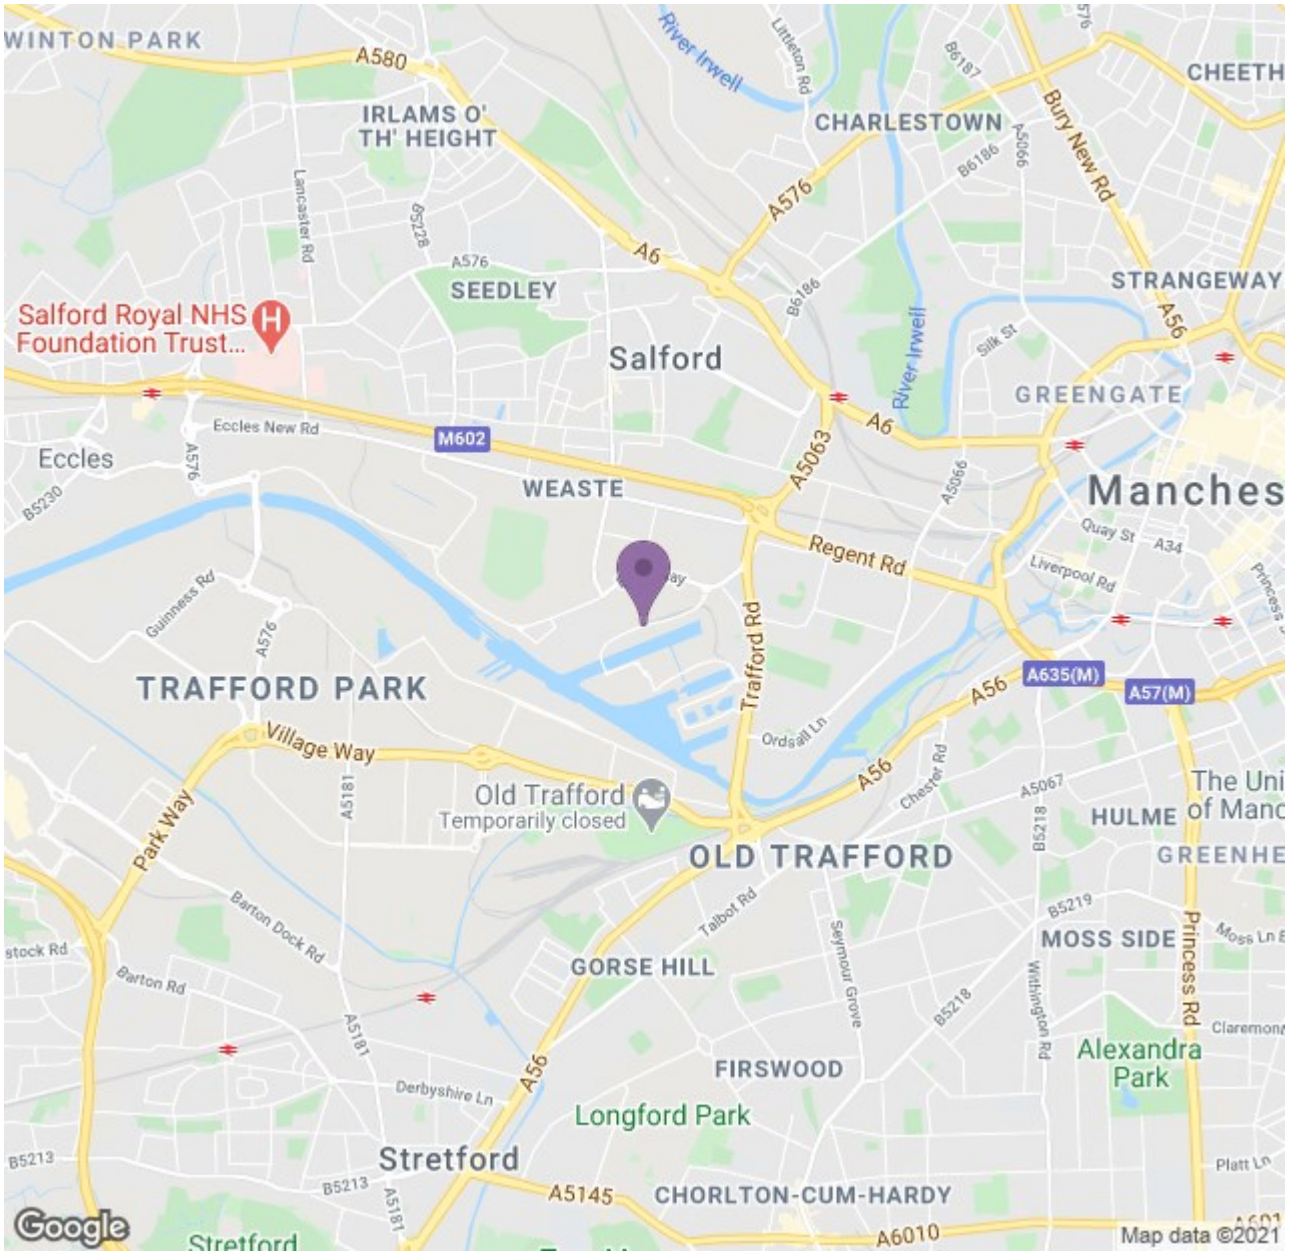 WINTON PARK
A580
River Irwell
Littleton Rd
B6187
CHEETH
IRLAMS O'
TH' HEIGHT
CHARLESTOWN
A5066
Bury New Rd
B6186
Lancaster Rd
A576
A6
A576
SEEDLEY
B6186
STRANGEWAY
A56
Salford Royal NHS
Foundation Trust...
H
Salford
River Irwell
Silk St
GREENGATE
A6
Eccles New Rd
M602
A5063
Eccles
A576
B5230
WEASTE
A5066
Manches
Quay St
A34
Regent Rd
Liverpool Rd
Princess
Guinness Rd
A576
Trafford Rd
TRAFFORD PARK
A635(M)
A57(M)
A56
Village Way
Ordsall Ln
A56
Chester Rd
A5181
Old Trafford
Temporarily closed
A5067
B5218
The Uni
of Manc
HULME
Park Way
OLD TRAFFORD
GREENHE
Barton Dock Rd
Talbot Rd
Seymour Grove
B5219
MOSS SIDE
Princess Rd
Moss Ln E
stock Rd
Barton Rd
GORSE HILL
B5218
Withington Rd
Claremon
A5181
A56
FIRSWOOD
Alexandra
Park
Derbyshire Ln
Longford Park
B5213
Stretford
B5213
A5181
A5145
CHORLTON-CUM-HARDY
Platt Ln
Google
Stretford
A6010
Map data ©2021